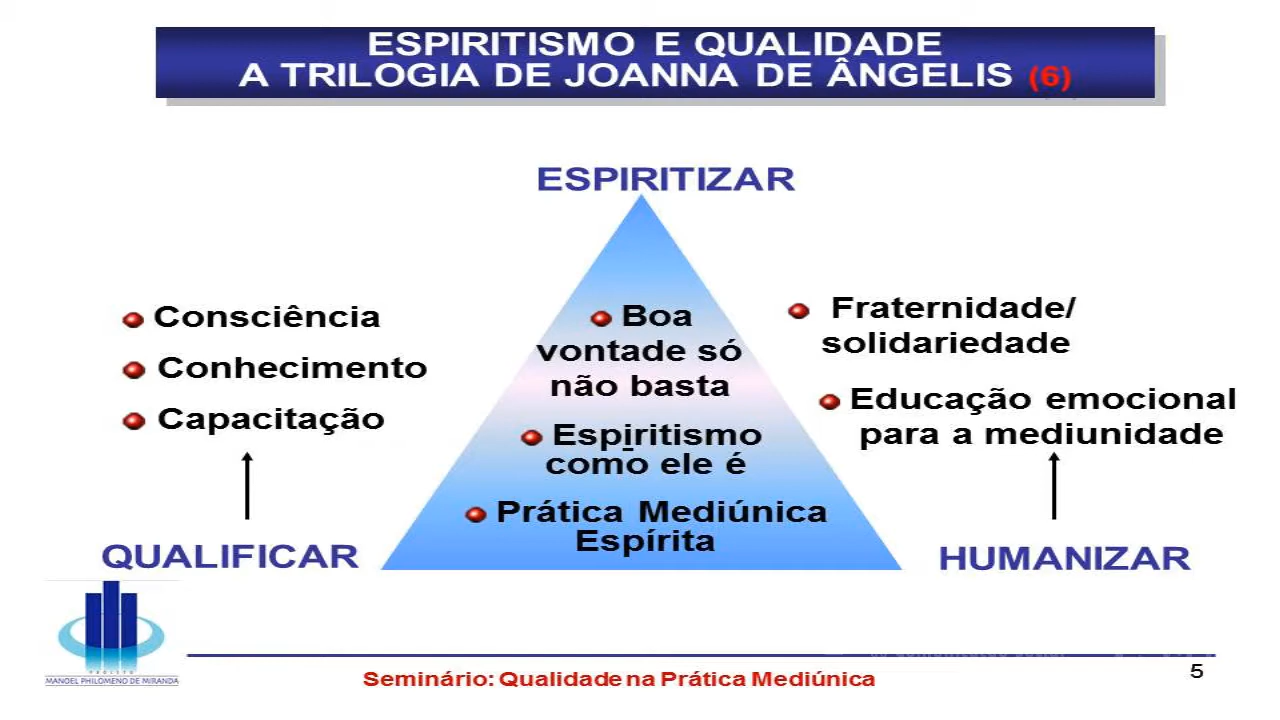 ESPIRITISMO E QUALIDADE
A TRILOGIA DE JOANNA DE ÂNGELIS (6)
ESPIRITIZAR
Consciência
Conhecimento
Capacitação
QUALIFICAR
Boa
vontade só
não basta
Espiritismo
como ele é
Prática Mediúnica
Espírita
Fraternidade/
solidariedade
Educação emocional
para a mediunidade
HUMANIZAR
PROJETO
MANOEL PHILOMENO DE MIRANDA
Seminário: Qualidade na Prática Mediúnica
5